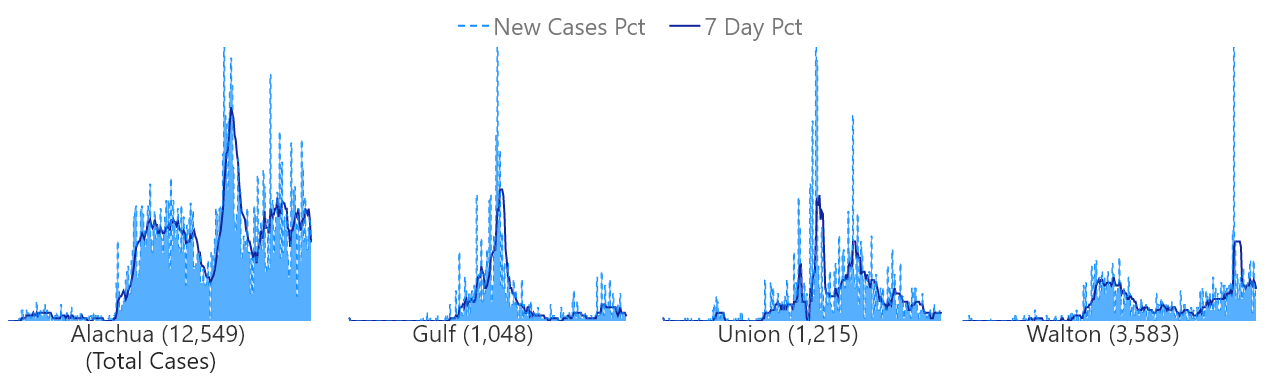 New Cases Pct 7 Day Pct
Alachua (12,549) Gulf (1,048) Union (1,215) Walton (3,583)
(Total Cases)